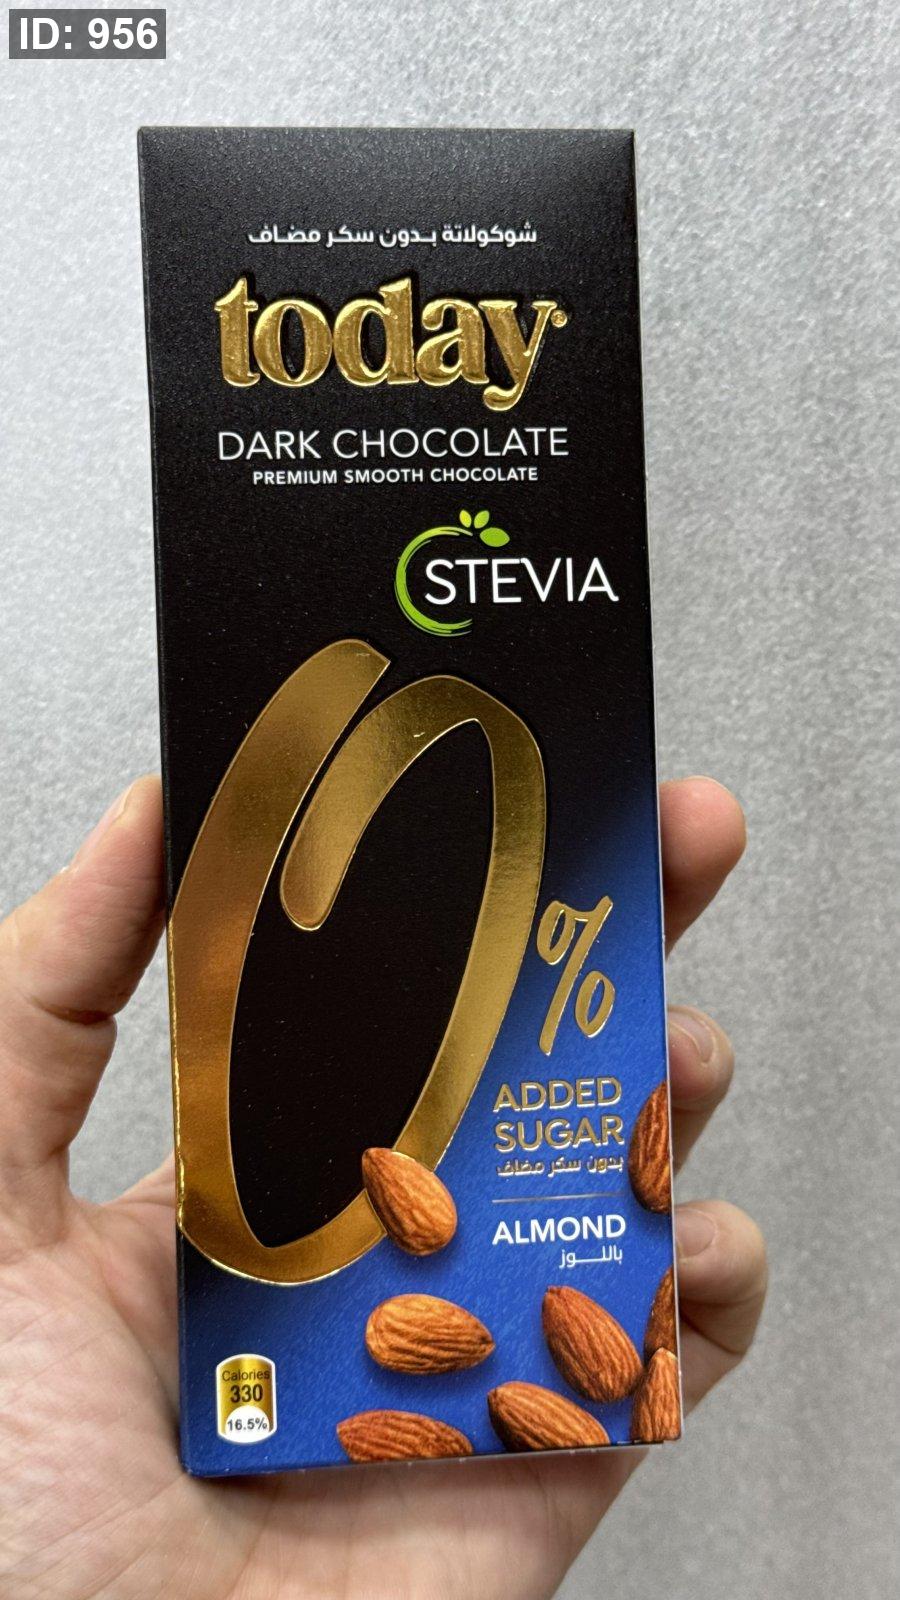 ID: 956
شوكولاتة بدون سكر مضاف
today®
DARK CHOCOLATE
PREMIUM SMOOTH CHOCOLATE
STEVIA
0%
ADDED
SUGAR
بدون سكر مضاف
ALMOND
باللوز
Calories
330
16.5%